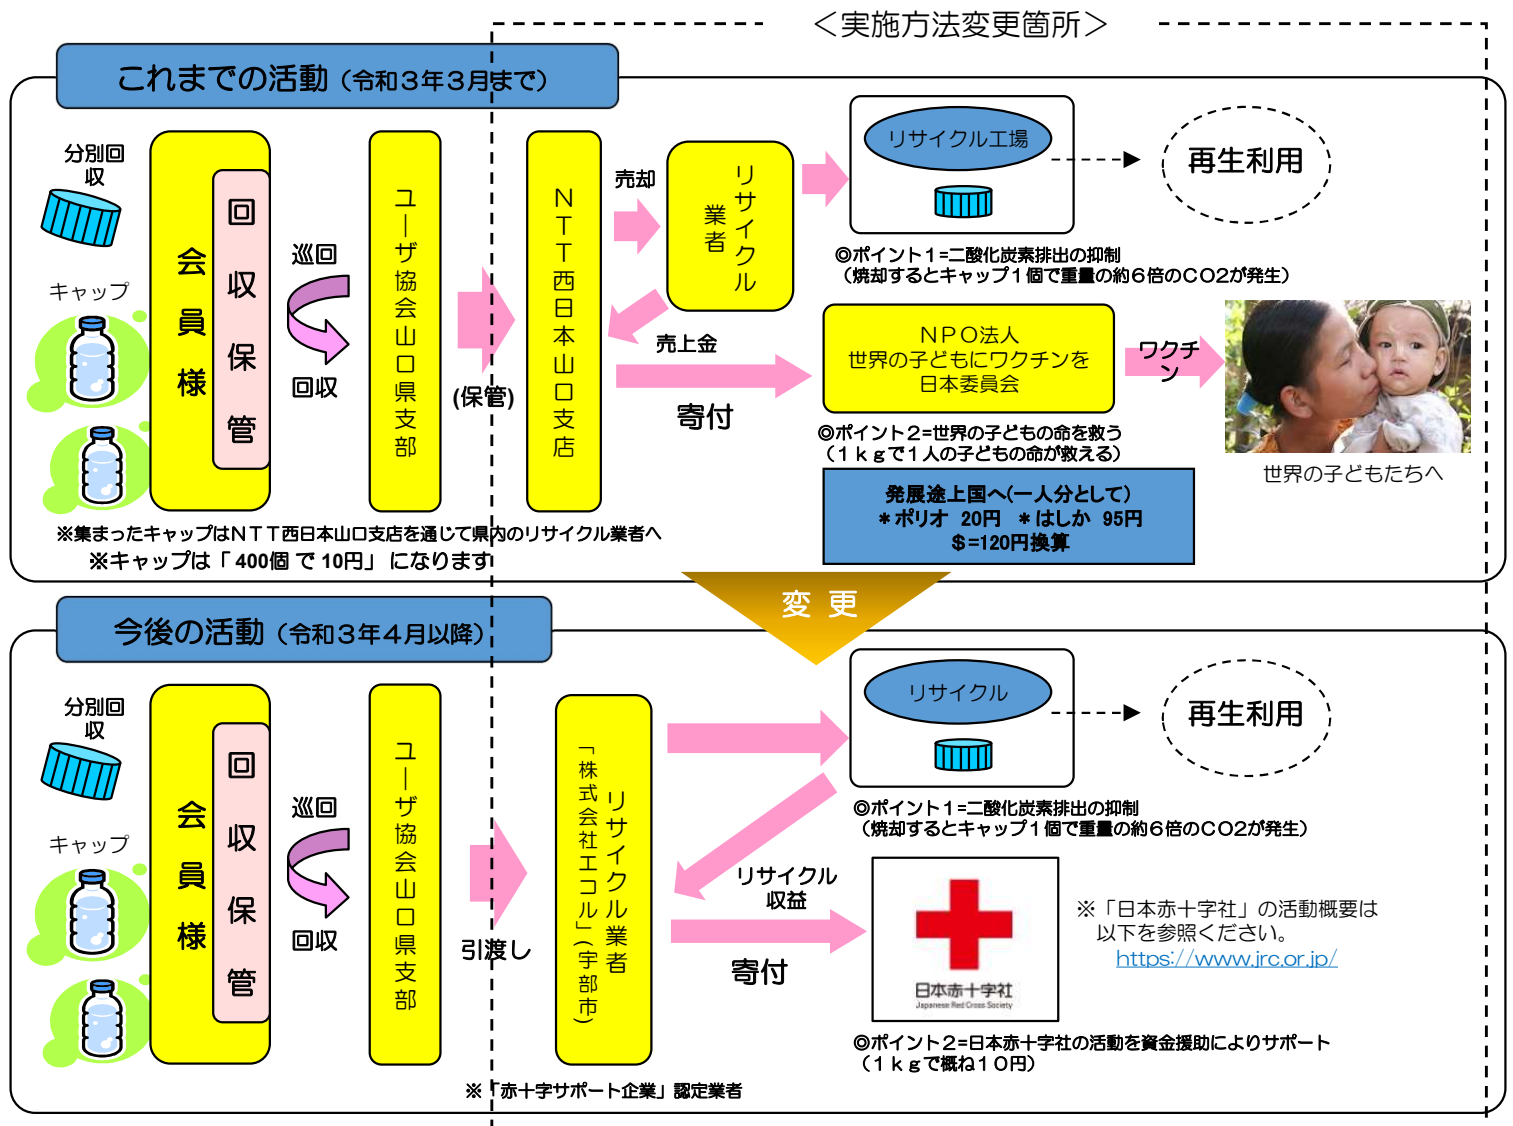 ＜実施方法変更箇所＞
これまでの活動（令和３年３月まで）
分別回
収
キャップ
会員様
回収保管
巡回
回収
ユーザ協会山口県支部
(保管)
ＮＴＴ西日本山口支店
売却
リサイクル
業者
売上金
寄付
リサイクル工場
再生利用
◎ポイント１=二酸化炭素排出の抑制
（焼却するとキャップ１個で重量の約６倍のＣＯ２が発生）
ＮＰＯ法人
世界の子どもにワクチンを
日本委員会
ワクチ
ン
世界の子どもたちへ
◎ポイント２=世界の子どもの命を救う
（１ｋｇで１人の子どもの命が救える）
発展途上国へ(一人分として)
＊ポリオ 20円 ＊はしか 95円
＄=120円換算
※集まったキャップはＮＴＴ西日本山口支店を通じて県内のリサイクル業者へ
※キャップは「 400個 で 10円」 になります
変 更
今後の活動（令和３年４月以降）
分別回
収
キャップ
会員様
回収保管
巡回
回収
ユーザ協会山口県支部
引渡し
リサイクル業者
「株式会社エコル」(宇部市)
リサイクル
再生利用
◎ポイント１=二酸化炭素排出の抑制
（焼却するとキャップ１個で重量の約６倍のＣＯ２が発生）
リサイクル
収益
寄付
日本赤十字社
Japanese Red Cross Society
※「日本赤十字社」の活動概要は
以下を参照ください。
https://www.jrc.or.jp/
◎ポイント２=日本赤十字社の活動を資金援助によりサポート
（１ｋｇで概ね１０円）
※「赤十字サポート企業」認定業者